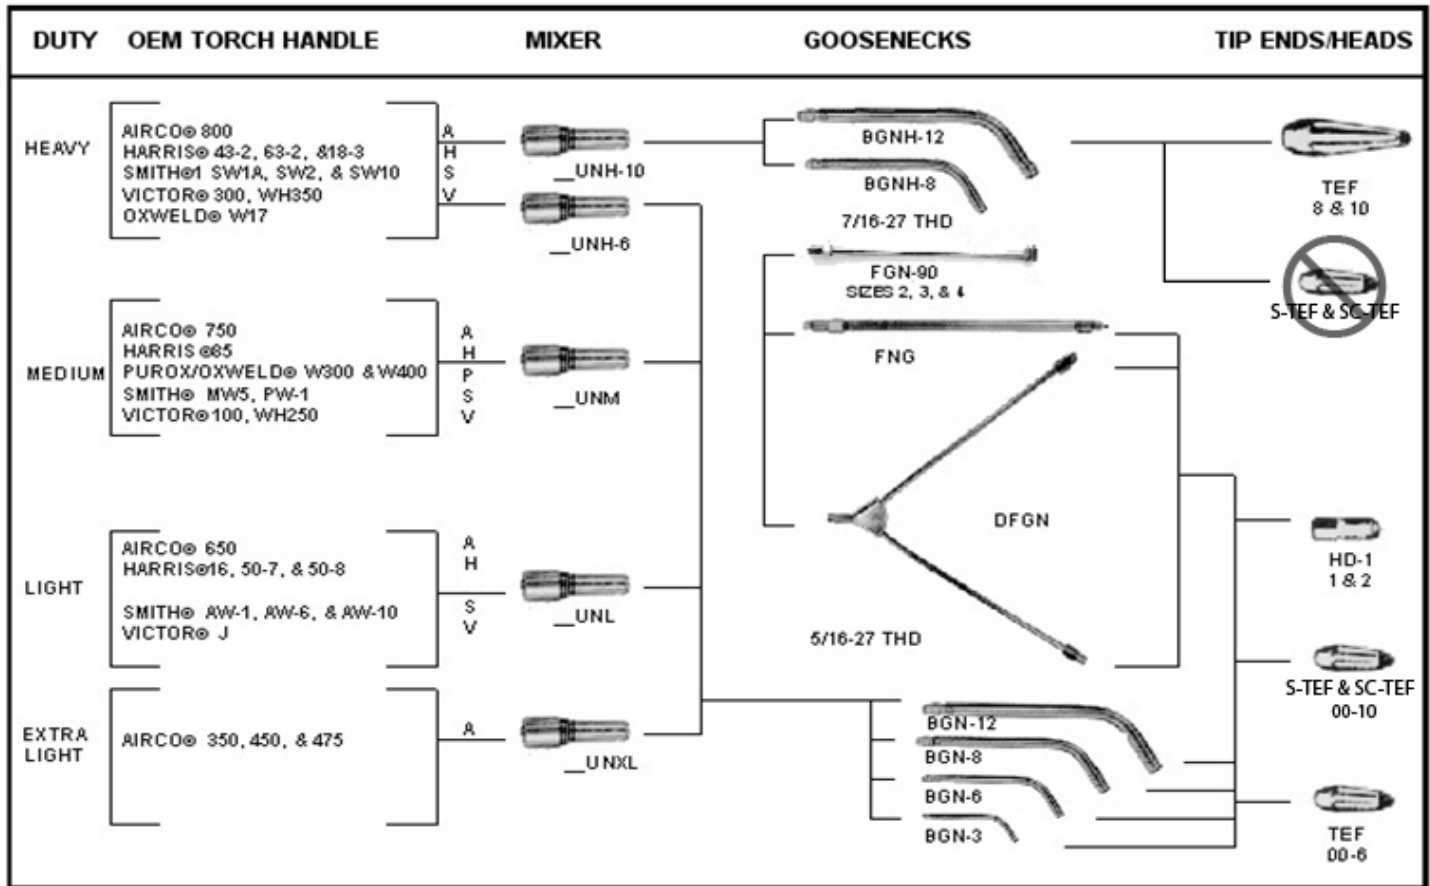 DUTY OEM TORCH HANDLE MIXER GOOSENECKS TIP ENDS/HEADS
HEAVY
AIRCO® 800
HARRIS® 43-2, 63-2, &18-3
SMITH®1 SW1A, SW2, & SW10
VICTOR® 300, WH350
OXWELD® W17
A
H
S
V
__UNH-10
__UNH-6
BGNH-12
BGNH-8
7/16-27 THD
TEF
8 & 10
S-TEF & SC-TEF
FGN-90
SIZES 2, 3, & 4
FNG
MEDIUM
AIRCO® 750
HARRIS ®85
PUROX/OXWELD® W300 & W400
SMITH® MW5, PW-1
VICTOR®100, WH250
A
H
P
S
V
__UNM
DFGN
5/16-27 THD
LIGHT
AIRCO® 650
HARRIS®16, 50-7, & 50-8
SMITH® AW-1, AW-6, & AW-10
VICTOR® J
A
H
S
V
__UNL
HD-1
1 & 2
S-TEF & SC-TEF
00-10
EXTRA
LIGHT
AIRCO® 350, 450, & 475
A
__UNXL
BGN-12
BGN-8
BGN-6
BGN-3
TEF
00-6